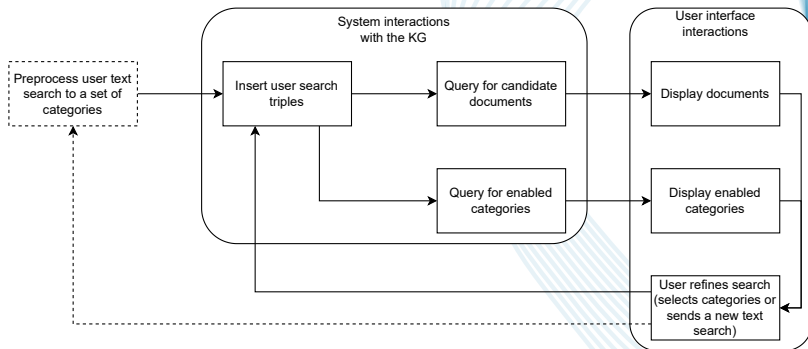 System interactions
with the KG
User interface
interactions
Preprocess user text
search to a set of
categories
Insert user search
triples
Query for candidate
documents
Display documents
Query for enabled
categories
Display enabled
categories
User refines search
(selects categories or
sends a new text
search)